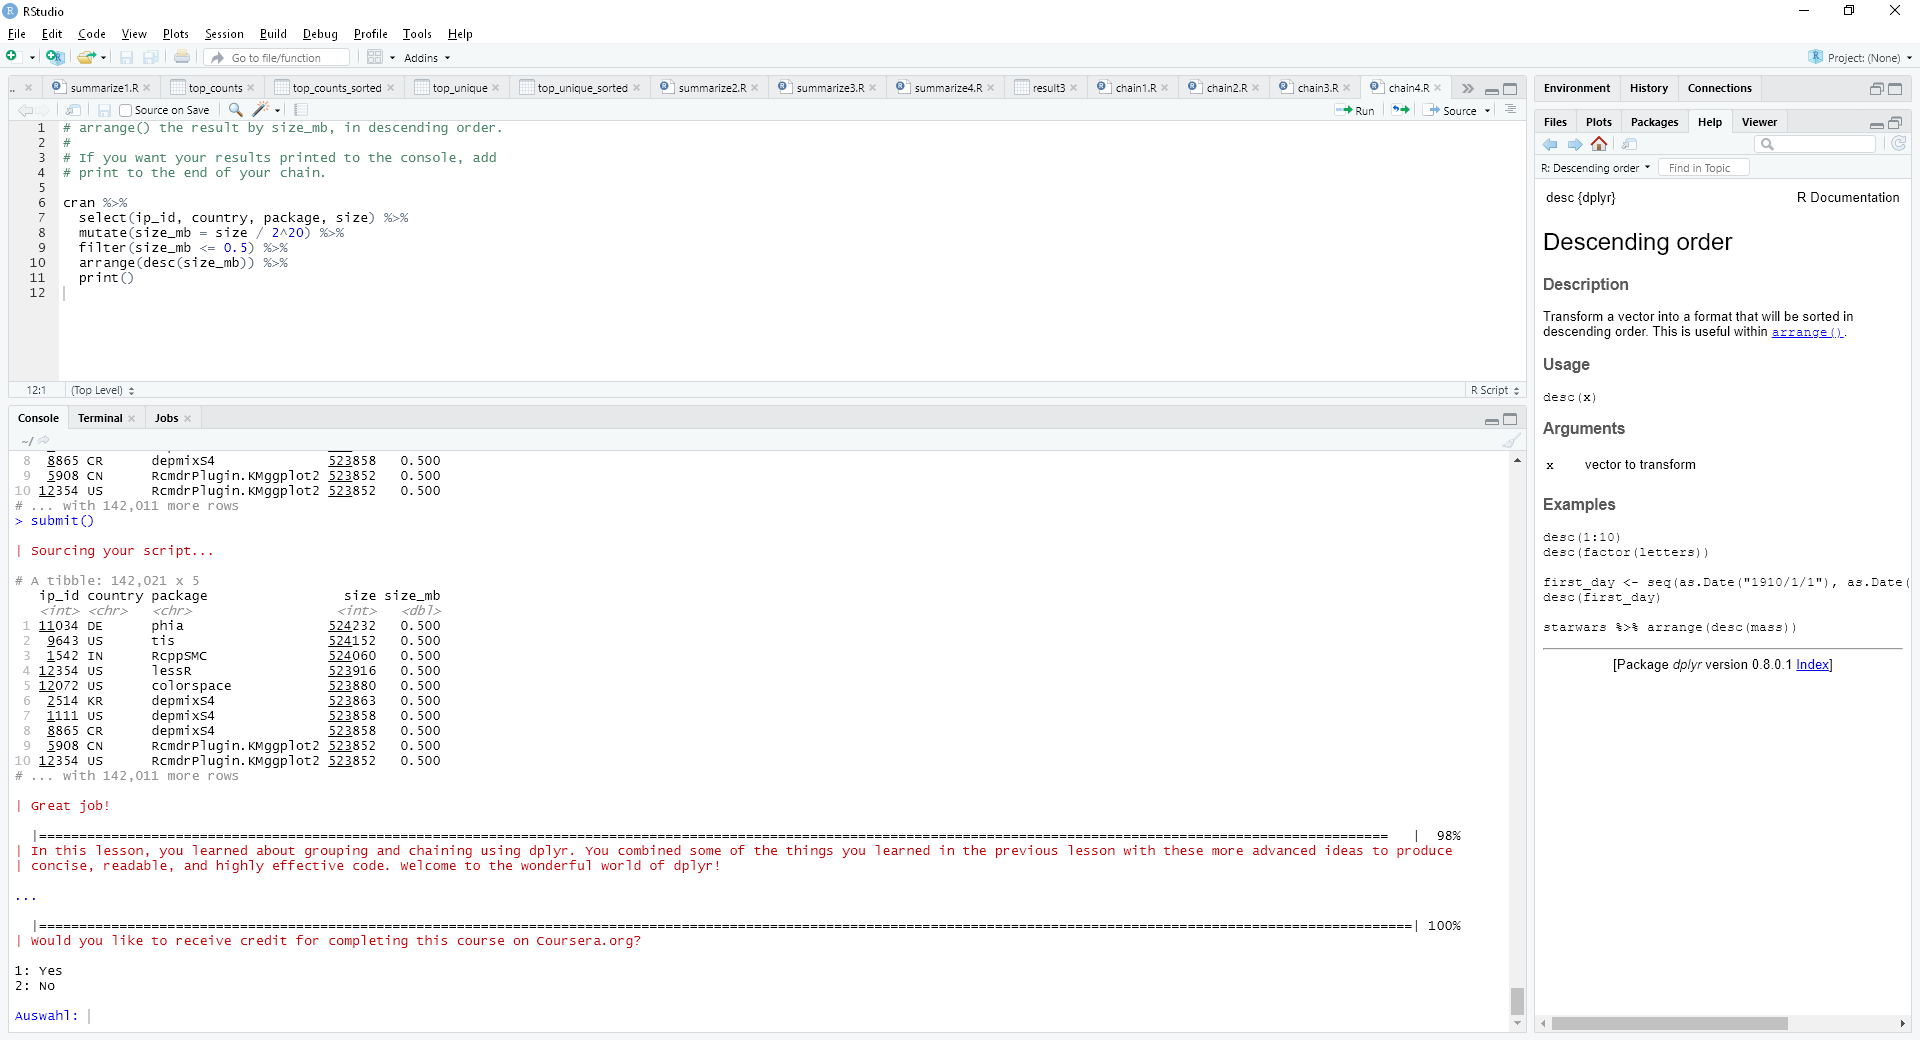 RStudio
File Edit Code View Plots Session Build Debug Profile Tools Help
Go to file/function Addins Project: (None)
.. summarize1.R top_counts top_counts_sorted top_unique top_unique_sorted summarize2.R summarize3.R summarize4.R result3 chain1.R chain2.R chain3.R chain4.R
Source on Save Run Source
1 # arrange() the result by size_mb, in descending order.
2 #
3 # If you want your results printed to the console, add
4 # print to the end of your chain.
5
6 cran %>%
7 select(ip_id, country, package, size) %>%
8 mutate(size_mb = size / 2^20) %>%
9 filter(size_mb <= 0.5) %>%
10 arrange(desc(size_mb)) %>%
11 print()
12
12:1 (Top Level) R Script
Console Terminal Jobs
~/
8 8865 CR depmixS4 523858 0.500
9 5908 CN RcmdrPlugin.KMggplot2 523852 0.500
10 12354 US RcmdrPlugin.KMggplot2 523852 0.500
# ... with 142,011 more rows
> submit()
| Sourcing your script...
# A tibble: 142,021 x 5
ip_id country package size size_mb
<int> <chr> <chr> <int> <dbl>
1 11034 DE phia 524232 0.500
2 9643 US tis 524152 0.500
3 1542 IN RcppSMC 524060 0.500
4 12354 US lessR 523916 0.500
5 12072 US colorspace 523880 0.500
6 2514 KR depmixS4 523863 0.500
7 1111 US depmixS4 523858 0.500
8 8865 CR depmixS4 523858 0.500
9 5908 CN RcmdrPlugin.KMggplot2 523852 0.500
10 12354 US RcmdrPlugin.KMggplot2 523852 0.500
# ... with 142,011 more rows
| Great job!
| 98%
| In this lesson, you learned about grouping and chaining using dplyr. You combined some of the things you learned in the previous lesson with these more advanced ideas to produce
| concise, readable, and highly effective code. Welcome to the wonderful world of dplyr!
...
| 100%
| Would you like to receive credit for completing this course on Coursera.org?
1: Yes
2: No
Auswahl:
Environment History Connections
Files Plots Packages Help Viewer
R: Descending order Find in Topic
desc {dplyr} R Documentation
Descending order
Description
Transform a vector into a format that will be sorted in
descending order. This is useful within arrange().
Usage
desc(x)
Arguments
x vector to transform
Examples
desc(1:10)
desc(factor(letters))
first_day <- seq(as.Date("1910/1/1"), as.Date(
desc(first_day)
starwars %>% arrange(desc(mass))
[Package dplyr version 0.8.0.1 Index]